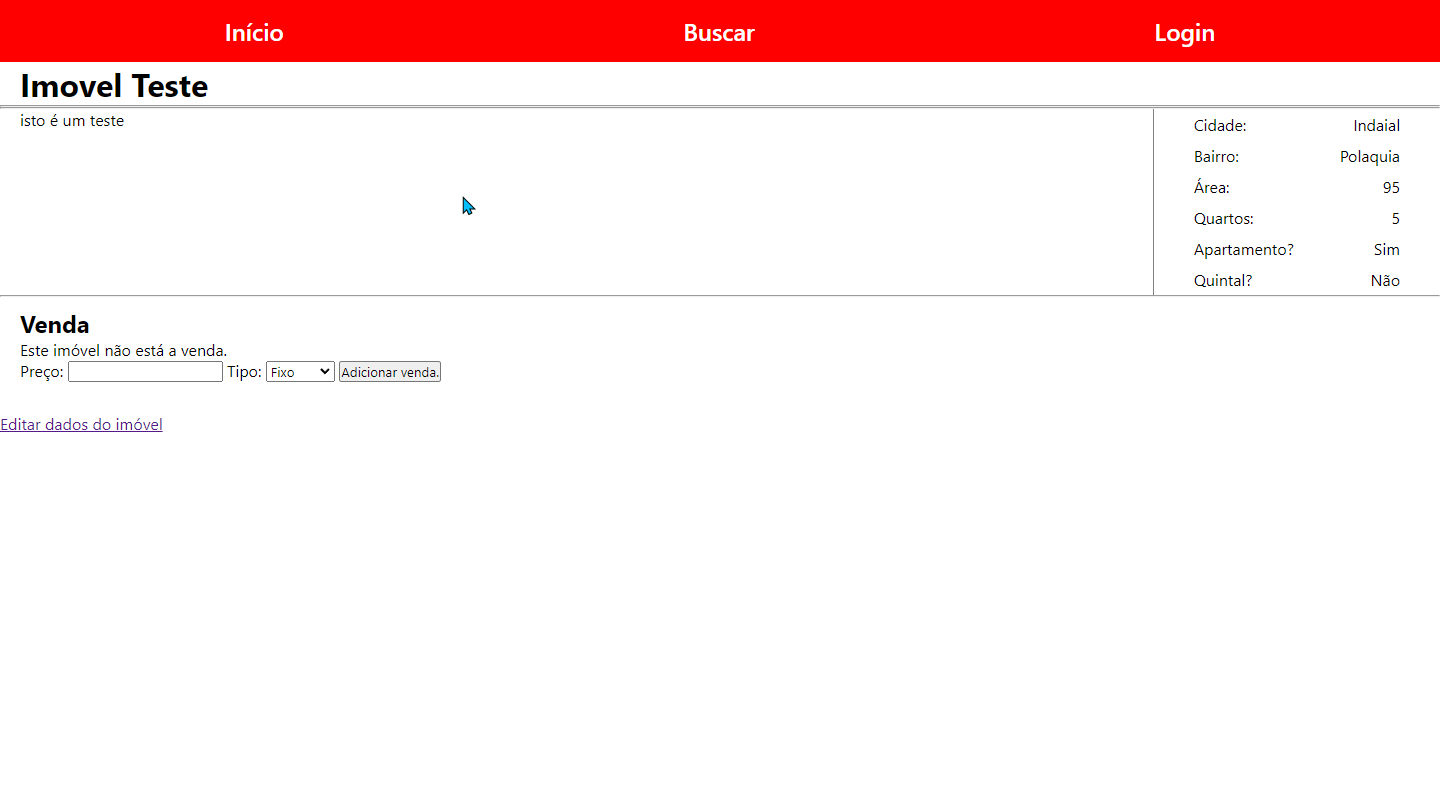 Início Buscar Login
Imovel Teste
isto é um teste
Cidade: Indaial
Bairro: Polaquia
Área: 95
Quartos: 5
Apartamento? Sim
Quintal? Não
Venda
Este imóvel não está a venda.
Preço: Tipo: Fixo Adicionar venda.
Editar dados do imóvel